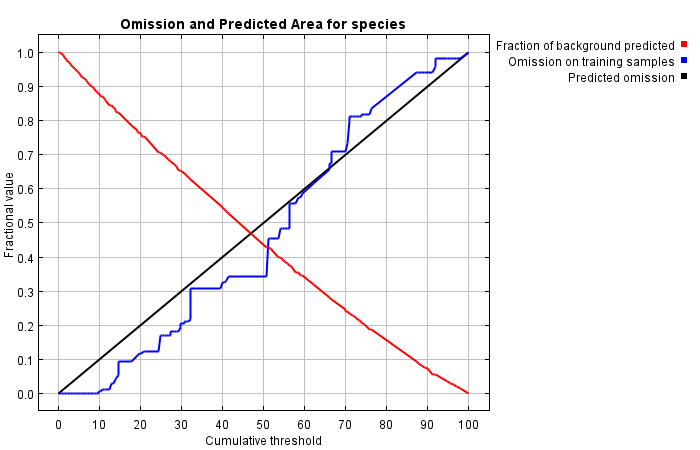 Omission and Predicted Area for species
Fraction of background predicted
Omission on training samples
Predicted omission
Fractional value
1.0
0.9
0.8
0.7
0.6
0.5
0.4
0.3
0.2
0.1
0.0
0 10 20 30 40 50 60 70 80 90 100
Cumulative threshold